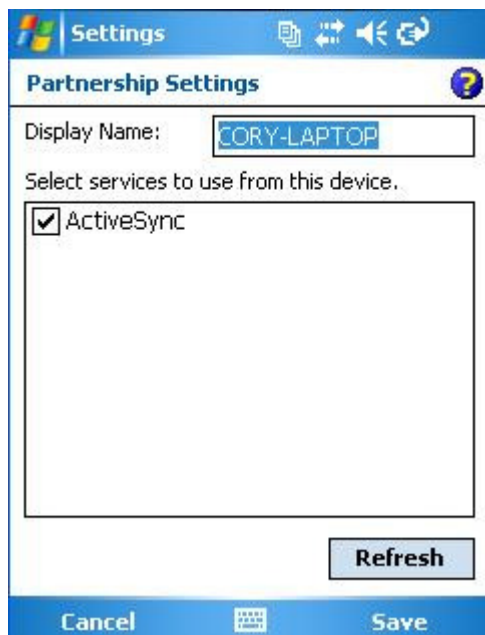 Settings
Partnership Settings
Display Name: CORY-LAPTOP
Select services to use from this device.
ActiveSync
Refresh
Cancel Save